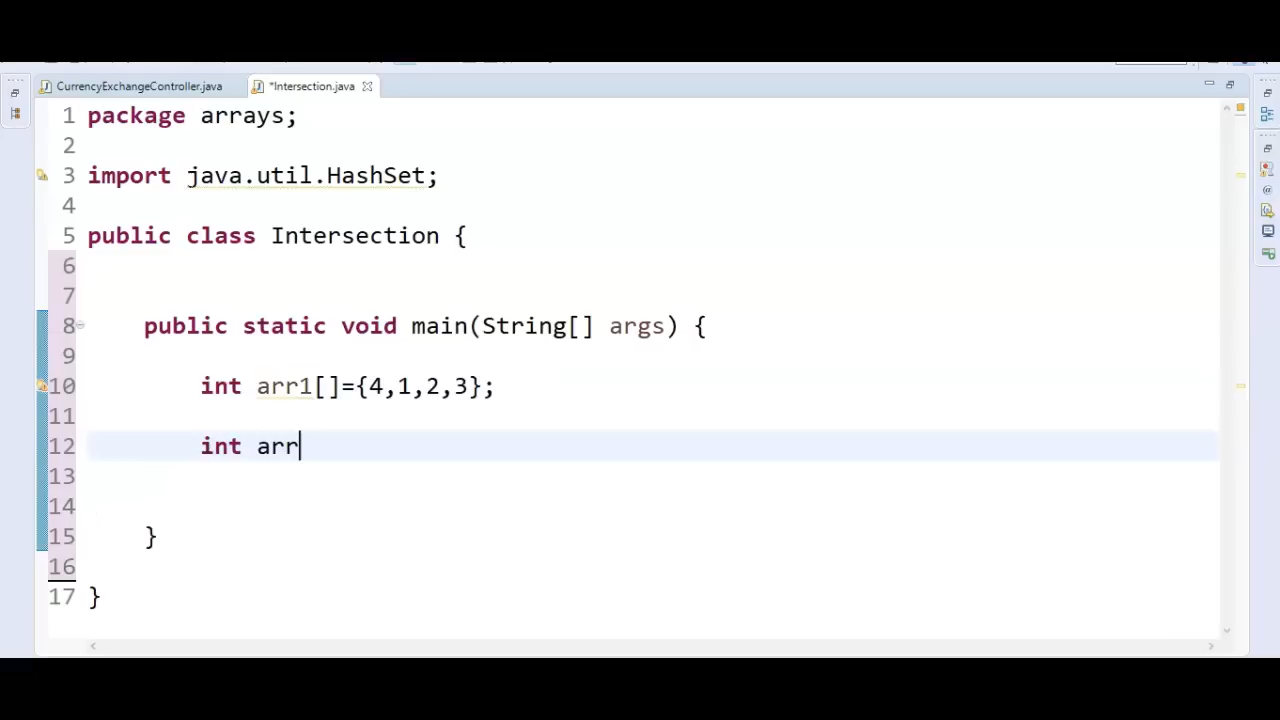 CurrencyExchangeController.java *Intersection.java
1 package arrays;
2
3 import java.util.HashSet;
4
5 public class Intersection {
6
7
8 public static void main(String[] args) {
9
10 int arr1[]={4,1,2,3};
11
12 int arr
13
14
15 }
16
17 }